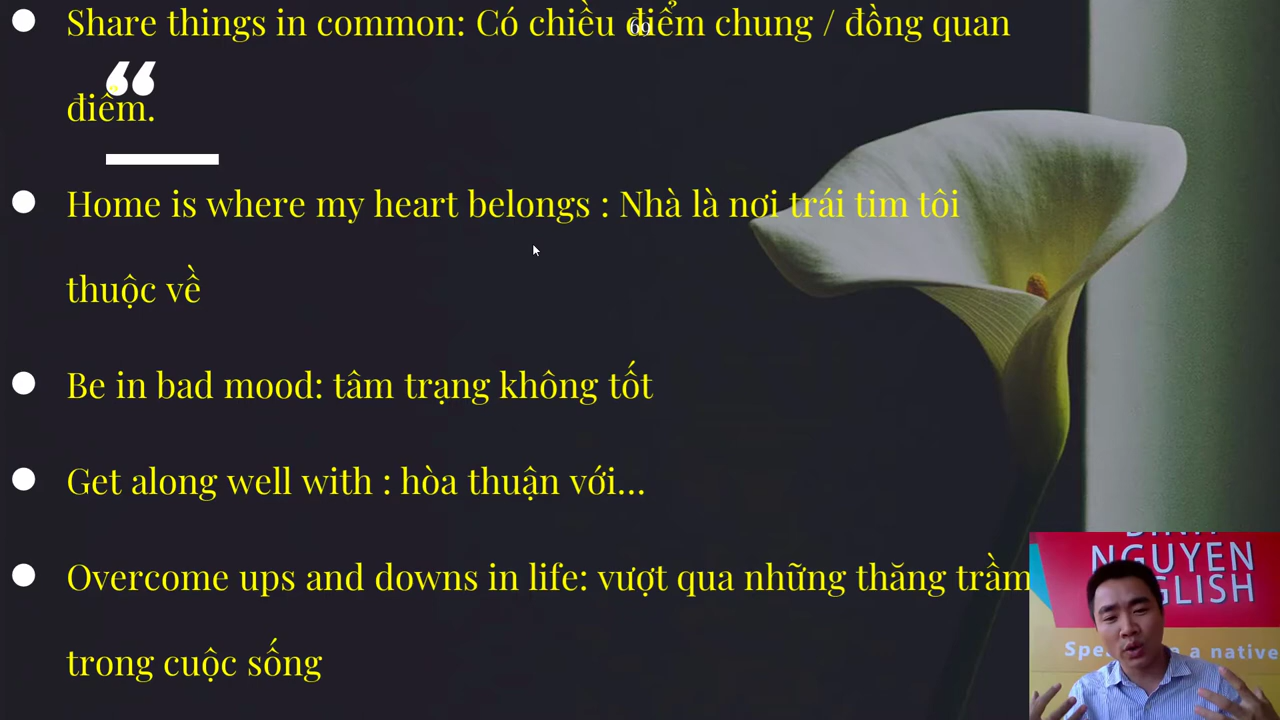 Share things in common: Có chiều điểm chung / đồng quan
điểm.
Home is where my heart belongs : Nhà là nơi trái tim tôi
thuộc về
Be in bad mood: tâm trạng không tốt
Get along well with : hòa thuận với...
Overcome ups and downs in life: vượt qua những thăng trầm
trong cuộc sống
NGUYEN
GLISH
a native